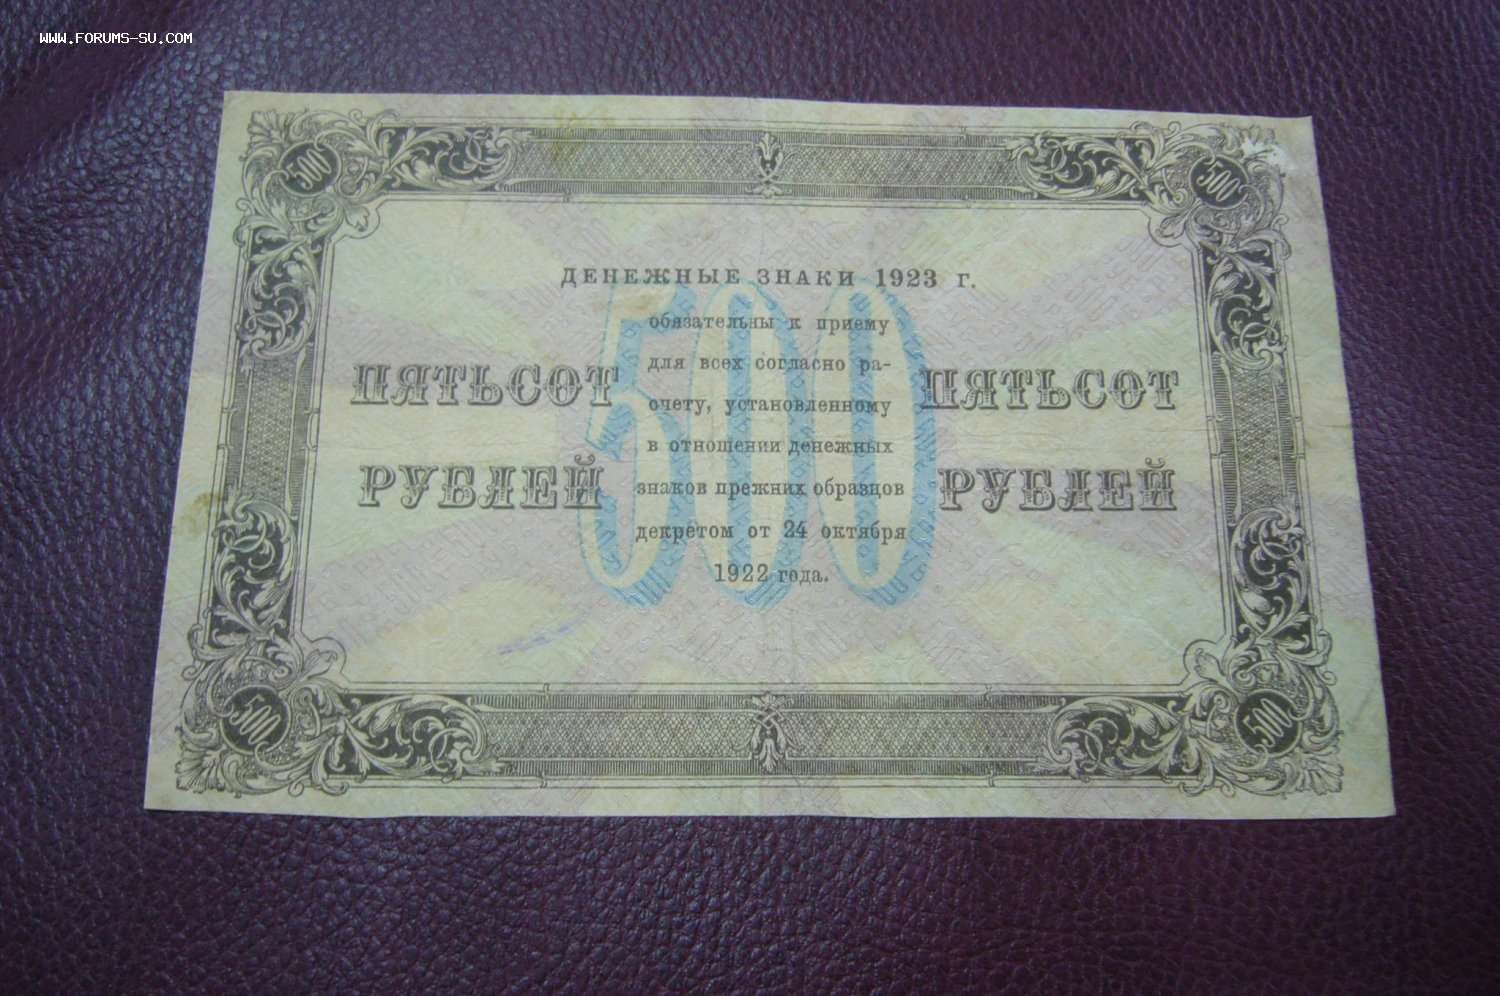 WWW.FORUMS-SU.COM
500
500
ДЕНЕЖНЫЕ ЗНАКИ 1923 г.
обязательны к приему
для всех согласно ра-
счету, установленному
в отношении денежных
знаков прежних образцов
декретом от 24 октября
1922 года.
ПЯТЬСОТ
РУБЛЕЙ
500
ПЯТЬСОТ
РУБЛЕЙ
500
500